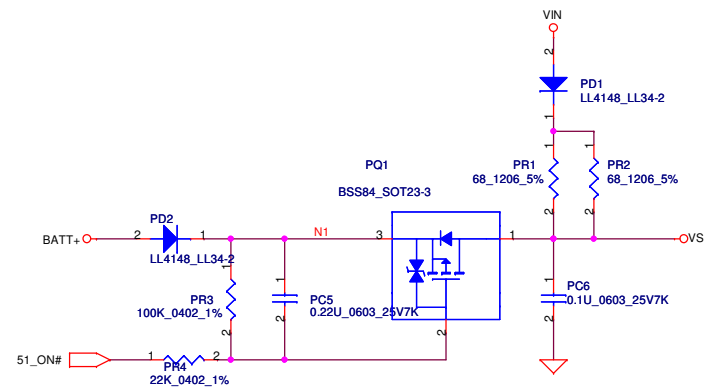 VIN
2
PD1
LL4148_LL34-2
1
1
1
PR1
68_1206_5%
PR2
68_1206_5%
2
2
PQ1
BSS84_SOT23-3
PD2
BATT+
2
1
N1
3
1
VS
LL4148_LL34-2
1
1
1
PR3
100K_0402_1%
PC5
0.22U_0603_25V7K
PC6
0.1U_0603_25V7K
2
2
2
2
51_ON#
1
2
PR4
22K_0402_1%